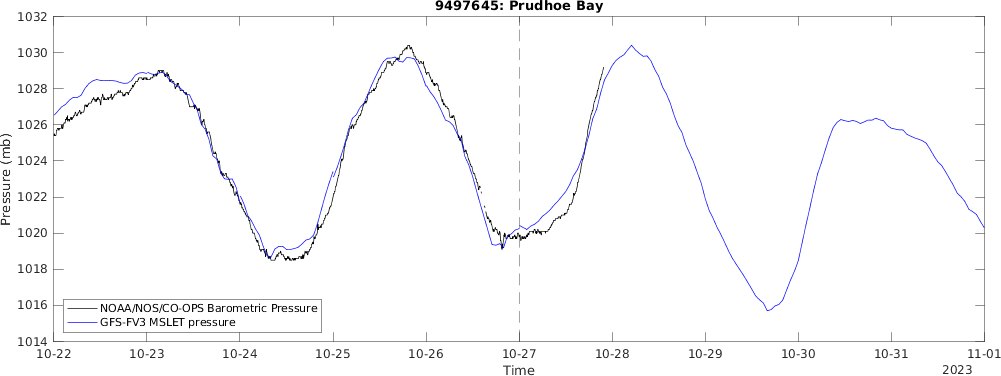 9497645: Prudhoe Bay
1032
1030
1028
1026
1024
1022
1020
1018
1016
1014
Pressure (mb)
NOAA/NOS/CO-OPS Barometric Pressure
GFS-FV3 MSLET pressure
10-22 10-23 10-24 10-25 10-26 10-27 10-28 10-29 10-30 10-31 11-01
Time
2023